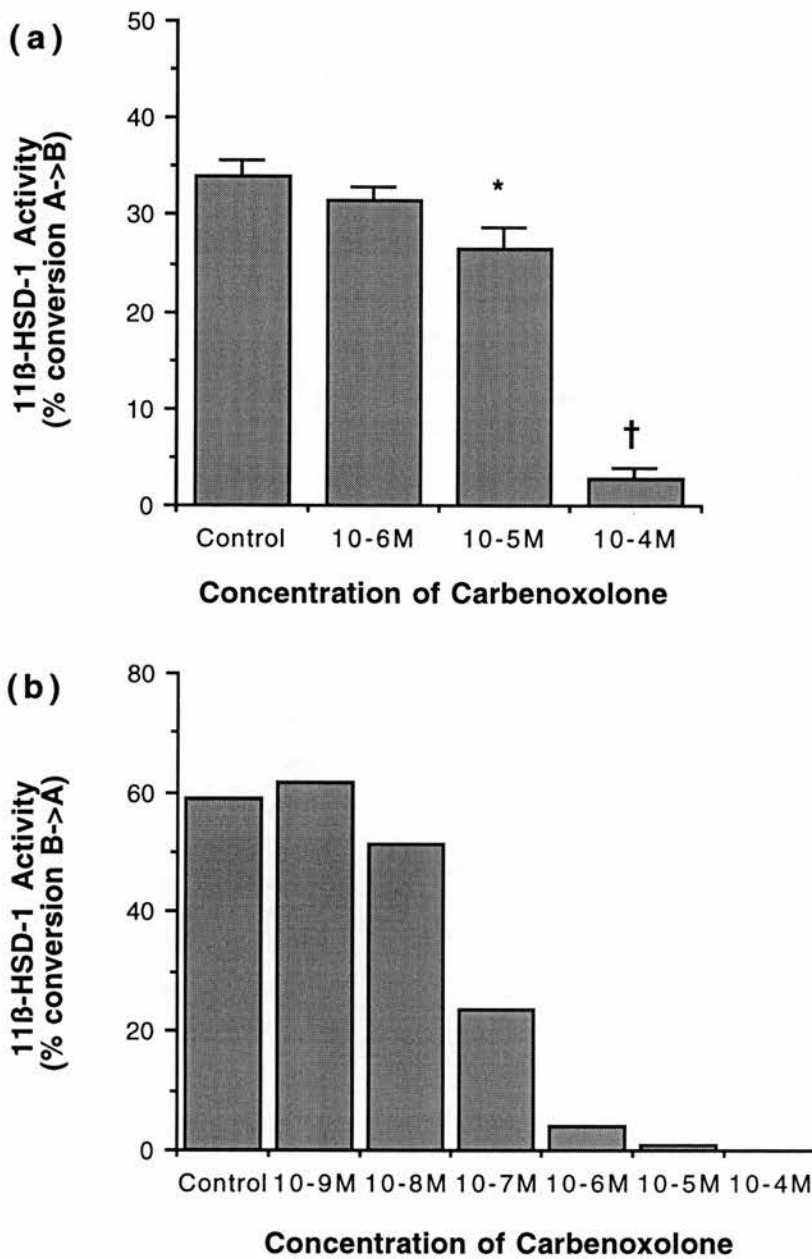 (a)
11ß-HSD-1 Activity
(% conversion A->B)
50
40
30
20
10
0
*
†
Control 10-6M 10-5M 10-4M
Concentration of Carbenoxolone
(b)
11ß-HSD-1 Activity
(% conversion B->A)
80
60
40
20
0
Control 10-9M 10-8M 10-7M 10-6M 10-5M 10-4M
Concentration of Carbenoxolone